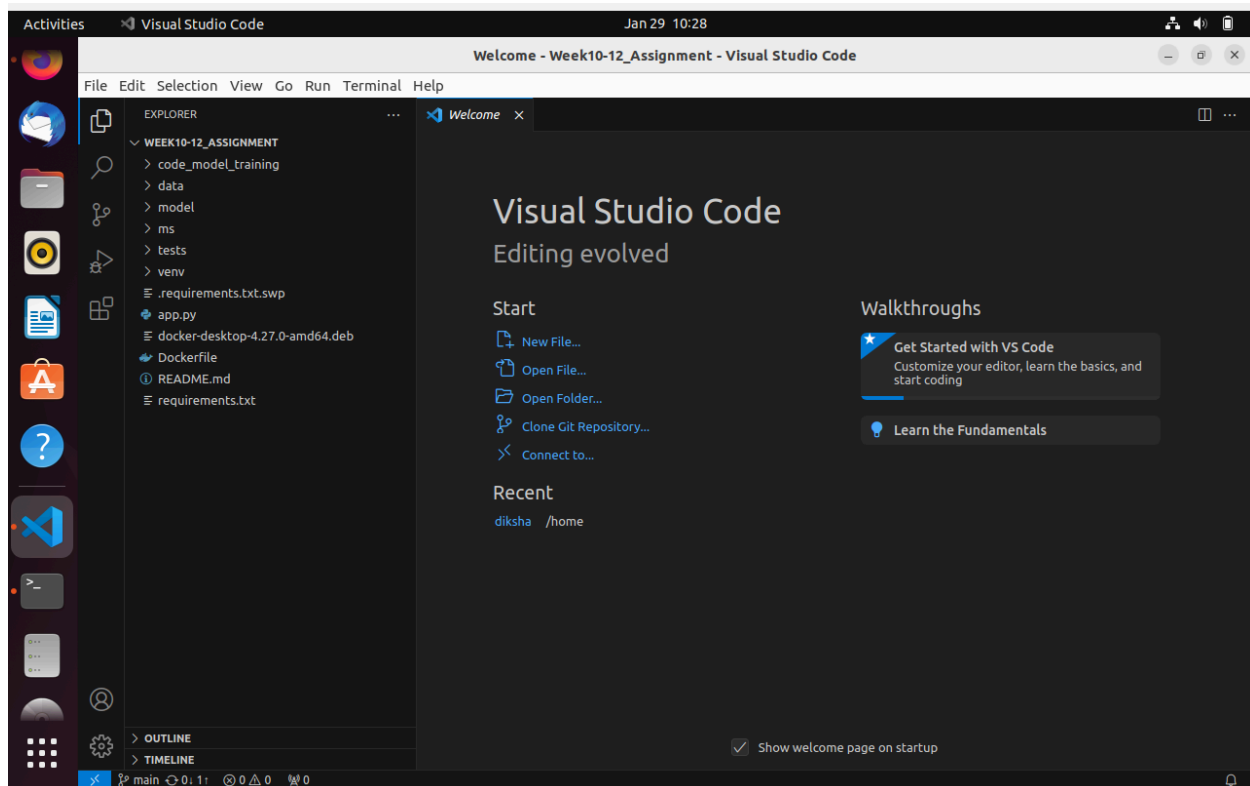 Activities Visual Studio Code Jan 29 10:28
Welcome - Week10-12_Assignment - Visual Studio Code
File Edit Selection View Go Run Terminal Help
EXPLORER
WEEK10-12_ASSIGNMENT
code_model_training
data
model
ms
tests
venv
.requirements.txt.swp
app.py
docker-desktop-4.27.0-amd64.deb
Dockerfile
README.md
requirements.txt
OUTLINE
TIMELINE
Welcome
Visual Studio Code
Editing evolved
Start
New File...
Open File...
Open Folder...
Clone Git Repository...
Connect to...
Recent
diksha /home
Walkthroughs
Get Started with VS Code
Customize your editor, learn the basics, and
start coding
Learn the Fundamentals
Show welcome page on startup
main 0↓ 1↑ 0 0 0